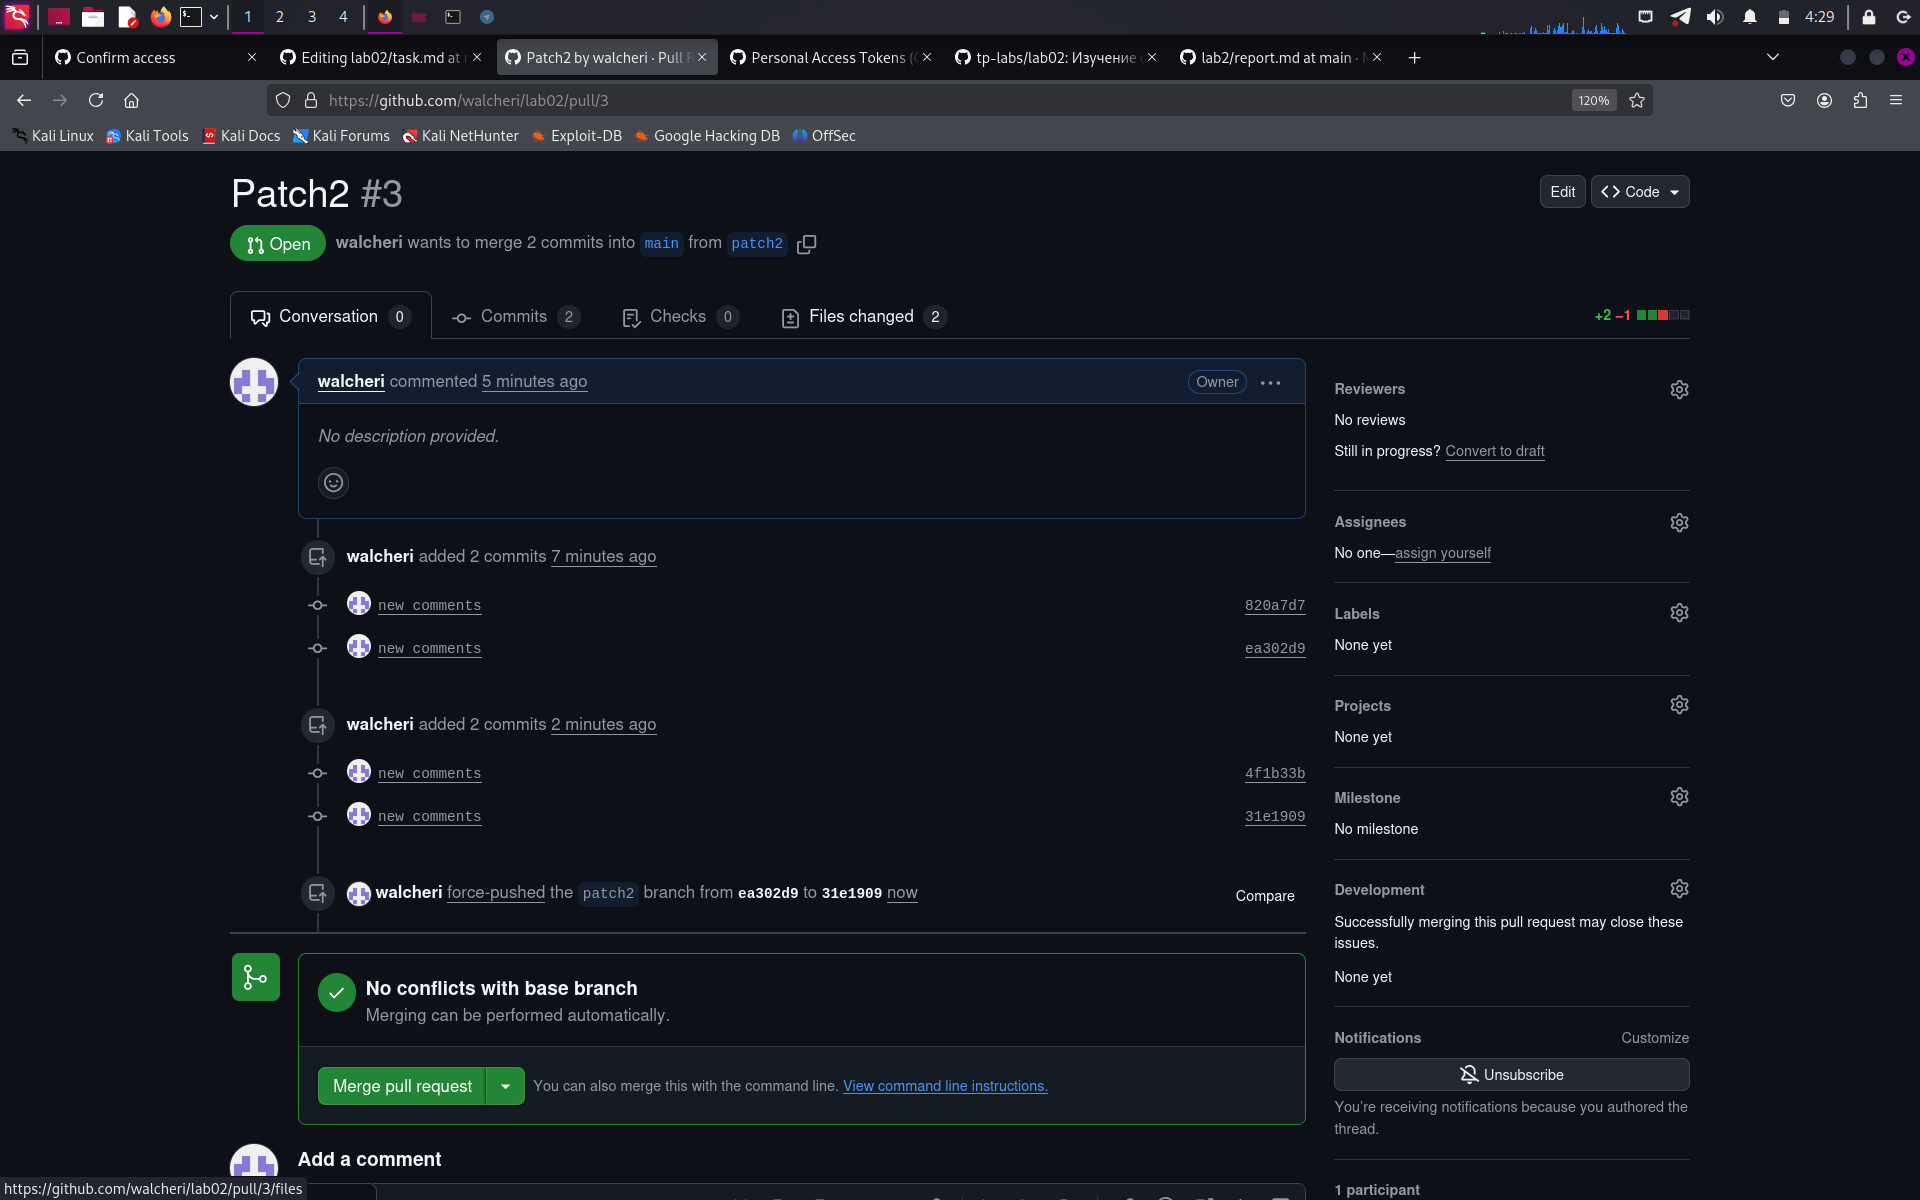 1 2 3 4 4:29
Confirm access
Editing lab02/task.md at
Patch2 by walcheri · Pull R
Personal Access Tokens (
tp-labs/lab02: Изучение
lab2/report.md at main ·
https://github.com/walcheri/lab02/pull/3
120%
Kali Linux Kali Tools Kali Docs Kali Forums Kali NetHunter Exploit-DB Google Hacking DB OffSec
Patch2 #3
Edit
Code
Open
walcheri wants to merge 2 commits into main from patch2
Conversation 0
Commits 2
Checks 0
Files changed 2
+2 −1
walcheri commented 5 minutes ago
Owner
No description provided.
walcheri added 2 commits 7 minutes ago
new comments 820a7d7
new comments ea302d9
walcheri added 2 commits 2 minutes ago
new comments 4f1b33b
new comments 31e1909
walcheri force-pushed the patch2 branch from ea302d9 to 31e1909 now
Compare
No conflicts with base branch
Merging can be performed automatically.
Merge pull request
You can also merge this with the command line. View command line instructions.
Add a comment
Reviewers
No reviews
Still in progress? Convert to draft
Assignees
No one—assign yourself
Labels
None yet
Projects
None yet
Milestone
No milestone
Development
Successfully merging this pull request may close these
issues.
None yet
Notifications
Customize
Unsubscribe
You're receiving notifications because you authored the
thread.
1 participant
https://github.com/walcheri/lab02/pull/3/files